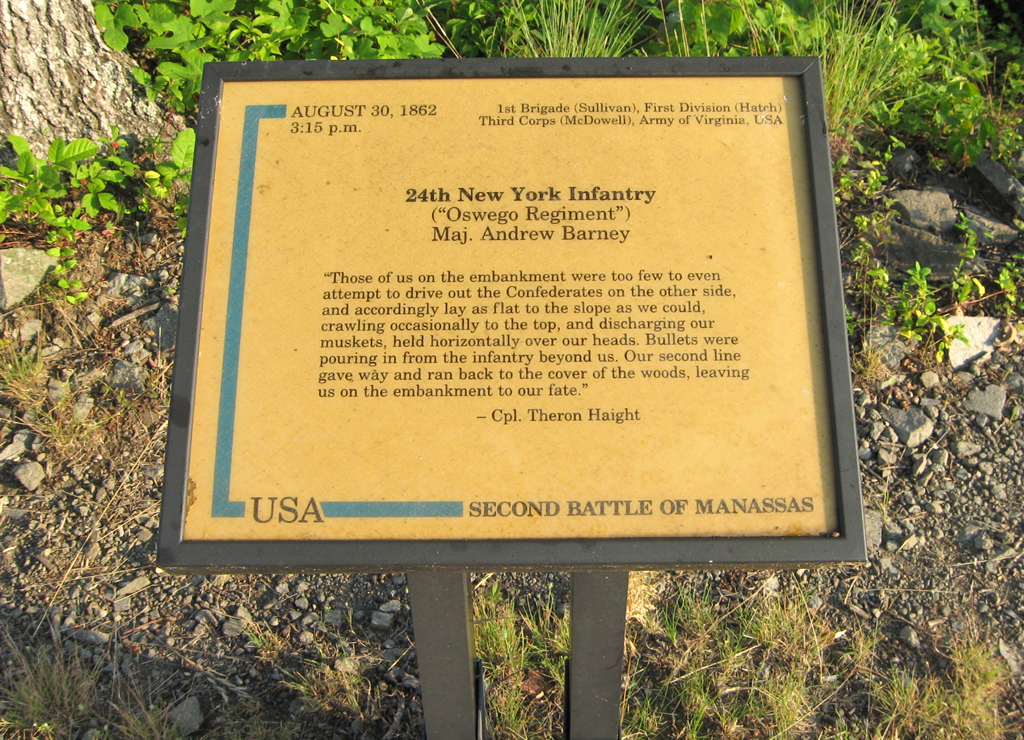 AUGUST 30, 1862
3:15 p.m.
1st Brigade (Sullivan), First Division (Hatch)
Third Corps (McDowell), Army of Virginia, USA
24th New York Infantry
(“Oswego Regiment”)
Maj. Andrew Barney
“Those of us on the embankment were too few to even
attempt to drive out the Confederates on the other side,
and accordingly lay as flat to the slope as we could,
crawling occasionally to the top, and discharging our
muskets, held horizontally over our heads. Bullets were
pouring in from the infantry beyond us. Our second line
gave way and ran back to the cover of the woods, leaving
us on the embankment to our fate.”
– Cpl. Theron Haight
USA
SECOND BATTLE OF MANASSAS